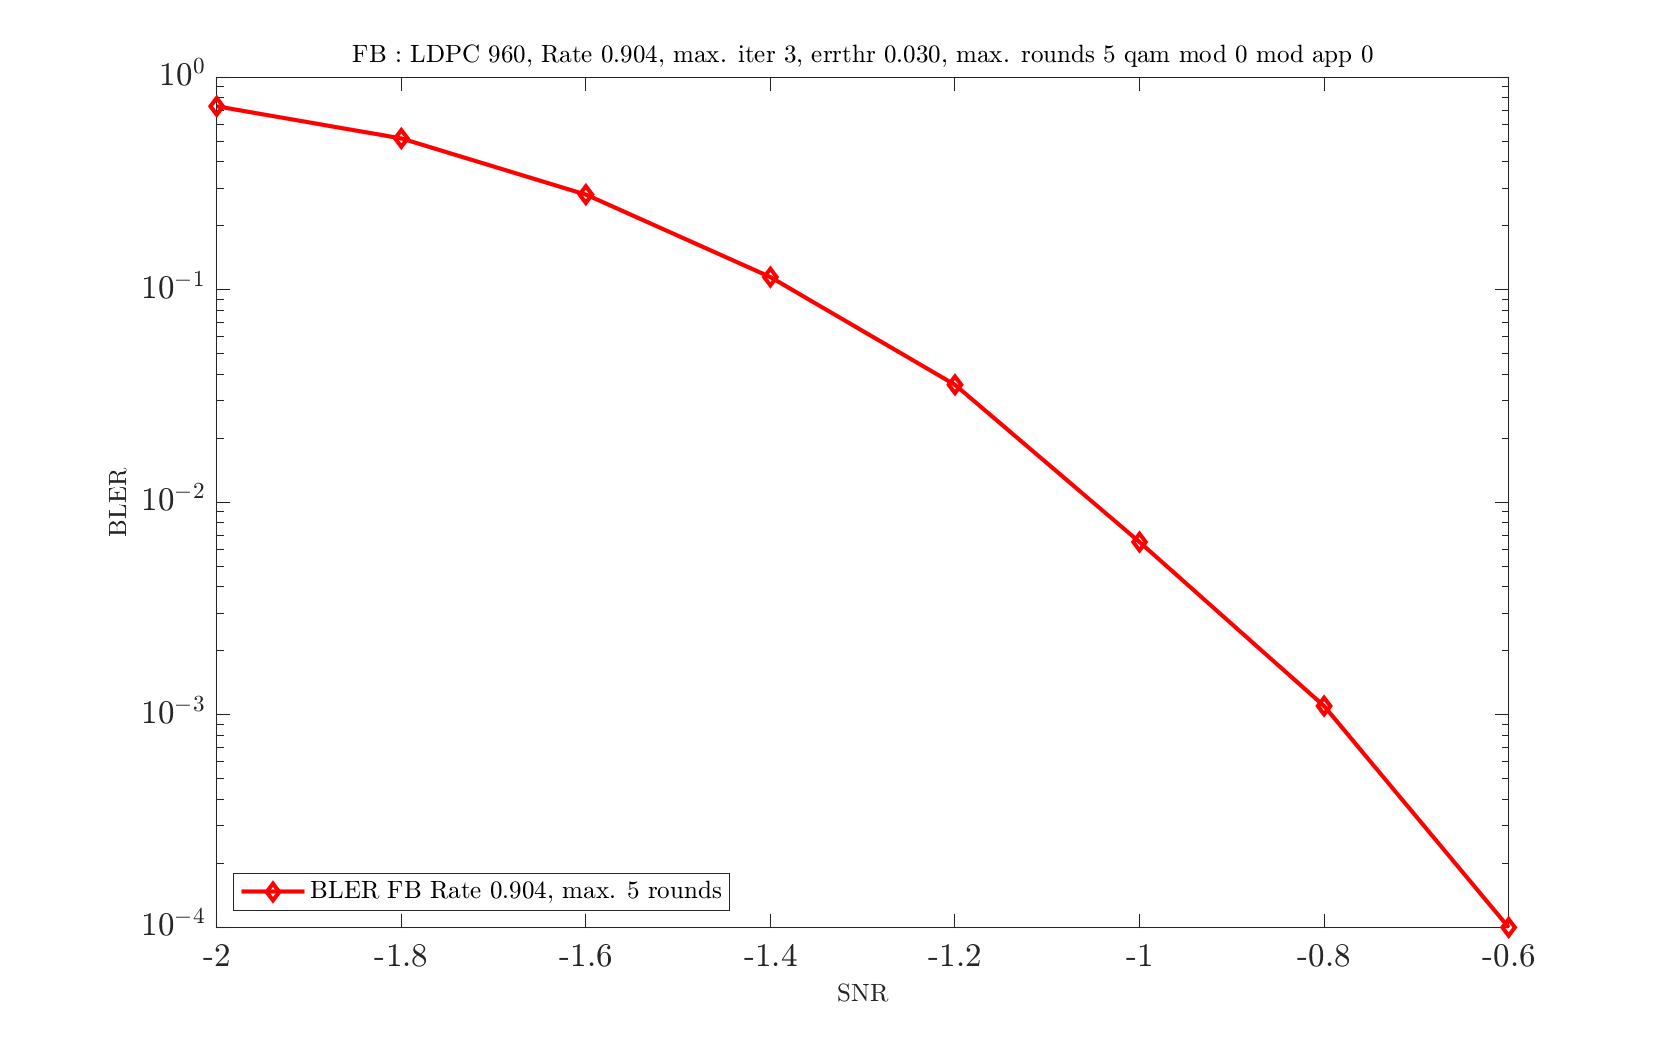 FB : LDPC 960, Rate 0.904, max. iter 3, errthr 0.030, max. rounds 5 qam mod 0 mod app 0
10^0
10^{-1}
10^{-2}
10^{-3}
10^{-4}
BLER
BLER FB Rate 0.904, max. 5 rounds
-2 -1.8 -1.6 -1.4 -1.2 -1 -0.8 -0.6
SNR